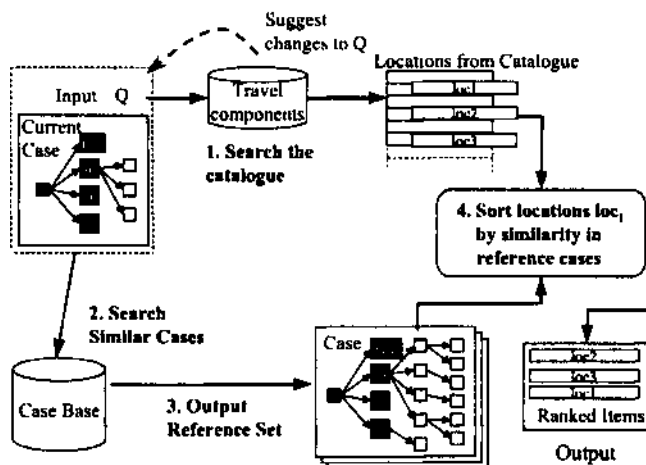 Suggest
changes to Q
Locations from Catalogue
Input Q
Travel
components
loc1
loc2
loc3
Current
Case
1. Search the
catalogue
4. Sort locations loci
by similarity in
reference cases
2. Search
Similar Cases
Case
loc2
loc3
loc1
Ranked Items
Case Base
3. Output
Reference Set
Output